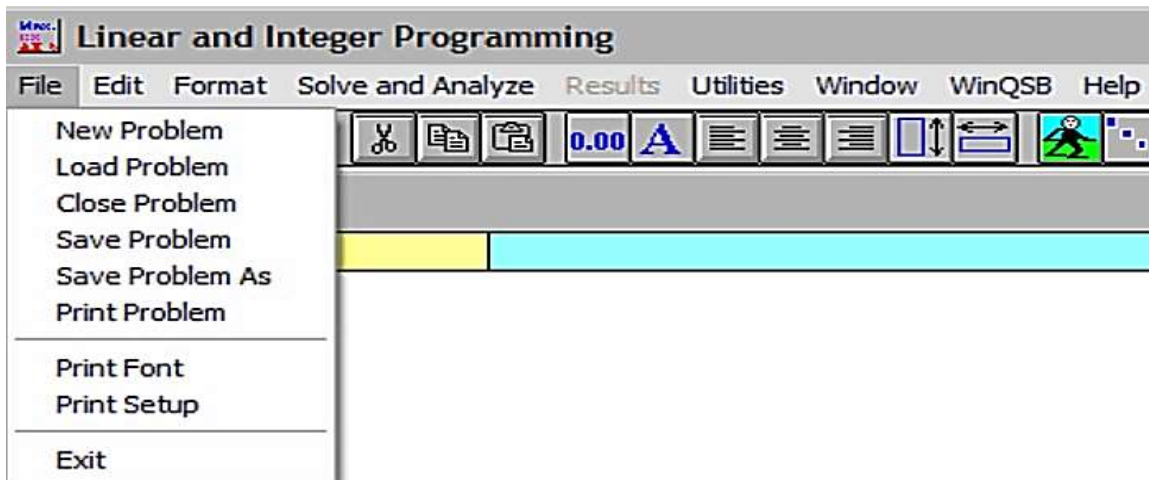 Linear and Integer Programming
File Edit Format Solve and Analyze Results Utilities Window WinQSB Help
New Problem
0.00 A
Load Problem
Close Problem
Save Problem
Save Problem As
Print Problem
Print Font
Print Setup
Exit